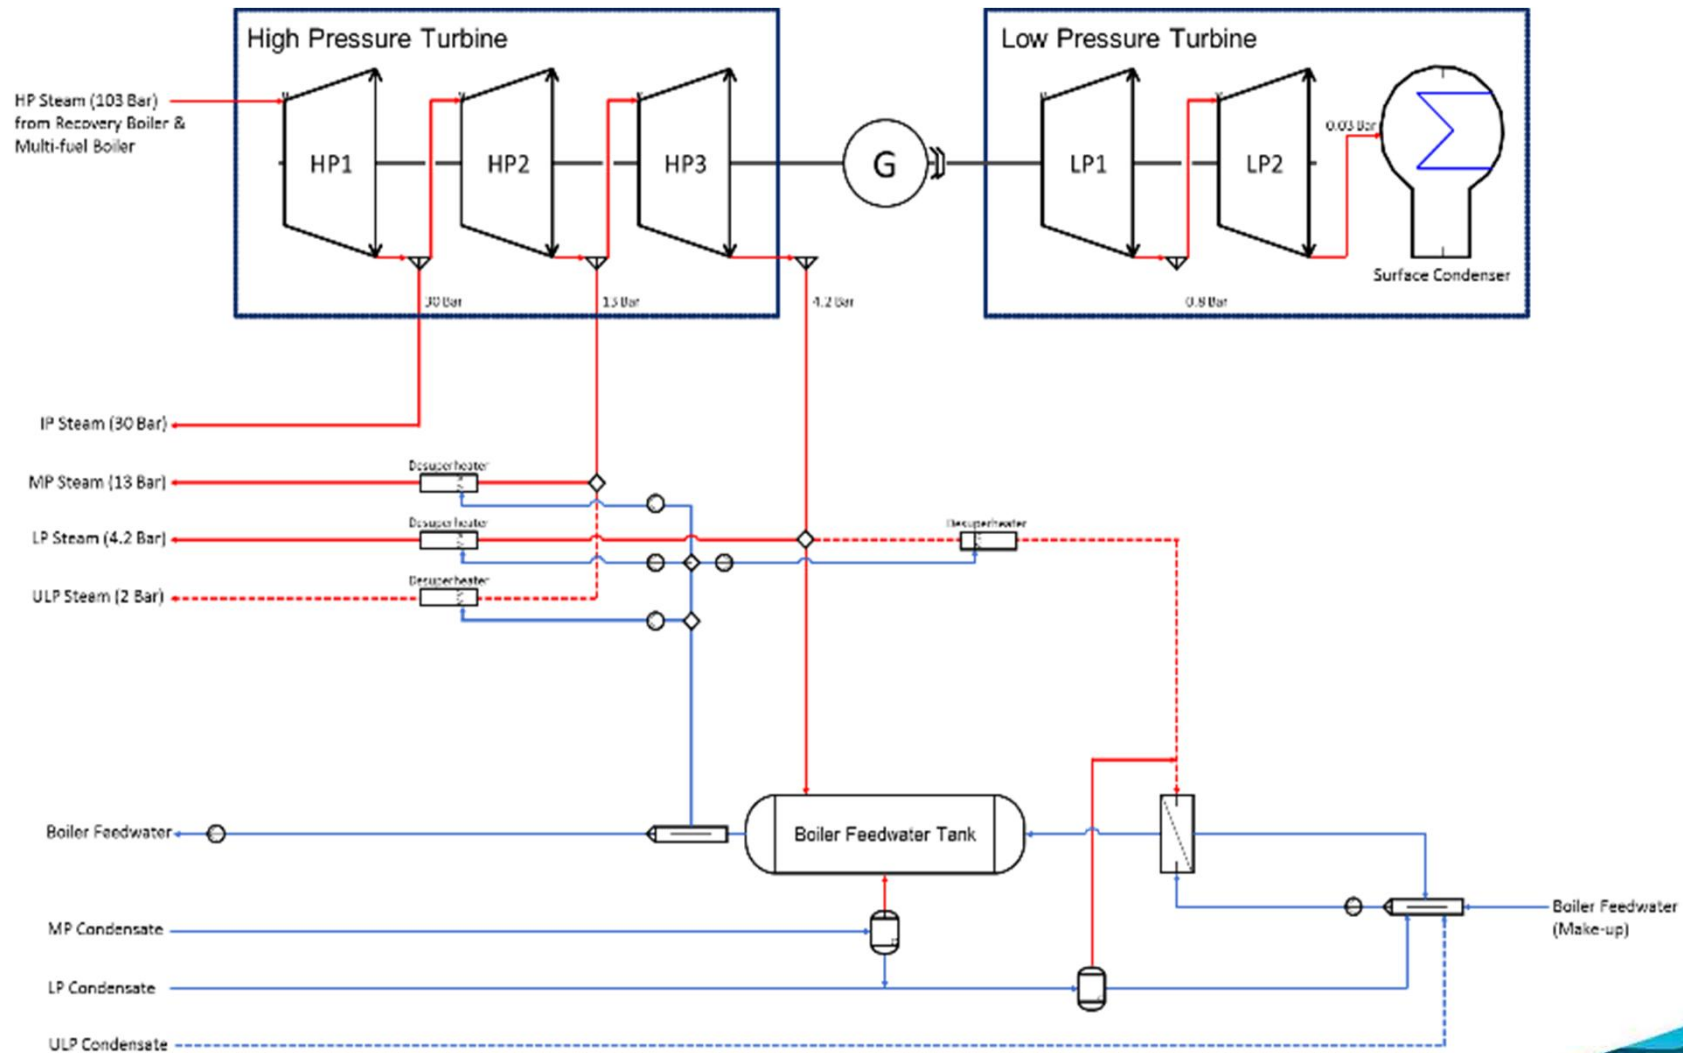 High Pressure Turbine
Low Pressure Turbine
HP Steam (103 Bar)
from Recovery Boiler &
Multi-fuel Boiler
HP1
HP2
HP3
G
LP1
LP2
0.03 Bar
Surface Condenser
30 Bar
13 Bar
4.2 Bar
0.8 Bar
IP Steam (30 Bar)
Desuperheater
MP Steam (13 Bar)
Desuperheater
Desuperheater
LP Steam (4.2 Bar)
Desuperheater
ULP Steam (2 Bar)
Boiler Feedwater
Boiler Feedwater Tank
Boiler Feedwater
(Make-up)
MP Condensate
LP Condensate
ULP Condensate